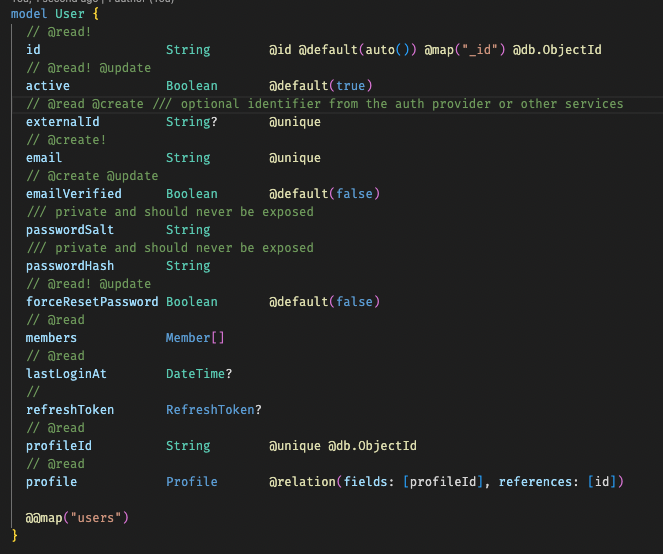 You, 1 second ago | 1 author (You)
model User {
// @read!
id String @id @default(auto()) @map("_id") @db.ObjectId
// @read! @update
active Boolean @default(true)
// @read @create /// optional identifier from the auth provider or other services
externalId String? @unique
// @create!
email String @unique
// @create @update
emailVerified Boolean @default(false)
/// private and should never be exposed
passwordSalt String
/// private and should never be exposed
passwordHash String
// @read! @update
forceResetPassword Boolean @default(false)
// @read
members Member[]
// @read
lastLoginAt DateTime?
//
refreshToken RefreshToken?
// @read
profileId String @unique @db.ObjectId
// @read
profile Profile @relation(fields: [profileId], references: [id])
@@map("users")
}